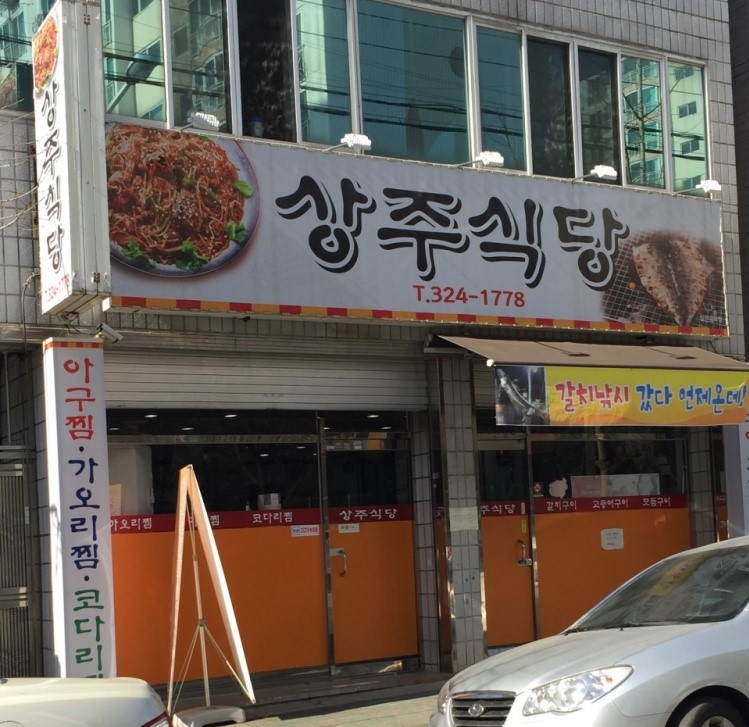 상주식당
T.324-1778
상주식당
T.324-1778
아구찜·가오리찜·코다리
갈치낚시 갔다 언제온데!
가오리찜 코다리찜 상주식당
주식당 갈치구이 고등어구이 모듬구이